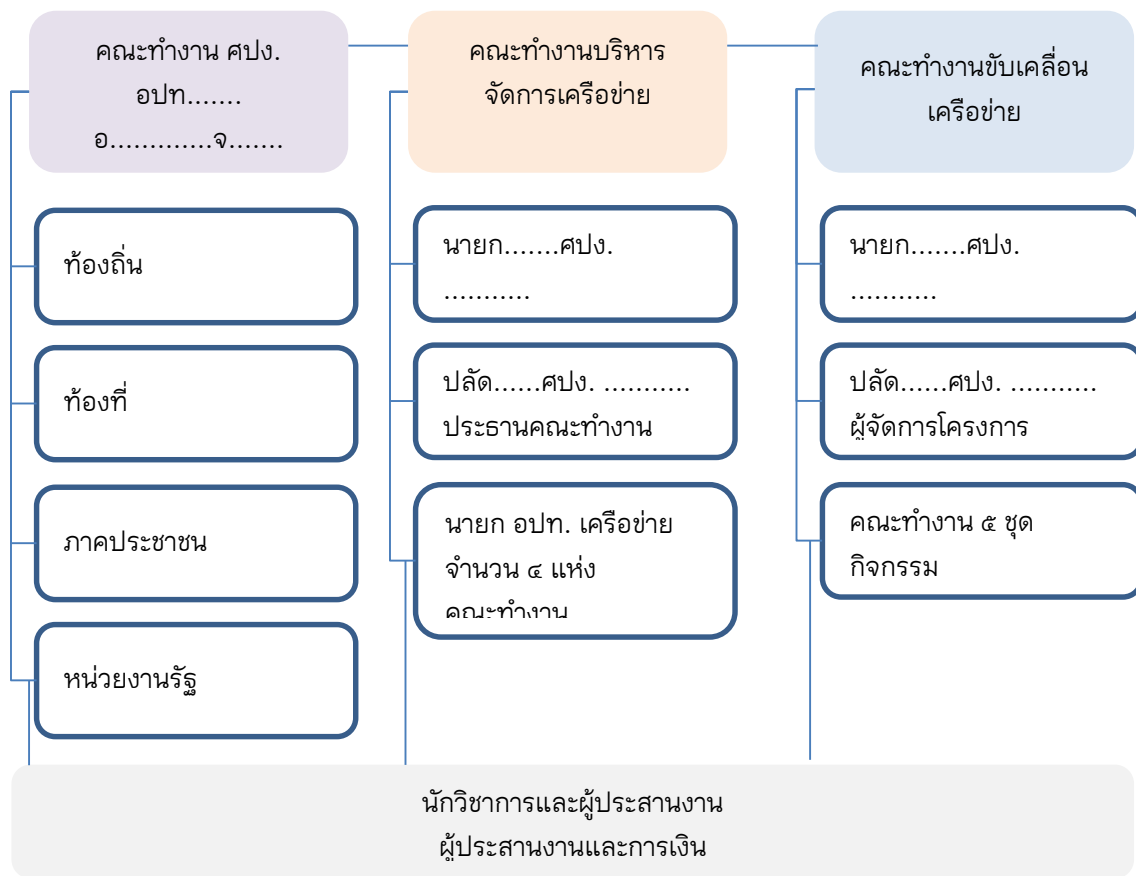 คณะทำงาน ศปง.
อปท.......
อ.............จ.......
ท้องถิ่น
ท้องที่
ภาคประชาชน
หน่วยงานรัฐ
คณะทำงานบริหาร
จัดการเครือข่าย
นายก.......ศปง.
...........
ปลัด......ศปง. ...........
ประธานคณะทำงาน
นายก อปท. เครือข่าย
จำนวน ๔ แห่ง
คณะทำงาน
คณะทำงานขับเคลื่อน
เครือข่าย
นายก.......ศปง.
...........
ปลัด......ศปง. ...........
ผู้จัดการโครงการ
คณะทำงาน ๕ ชุด
กิจกรรม
นักวิชาการและผู้ประสานงาน
ผู้ประสานงานและการเงิน